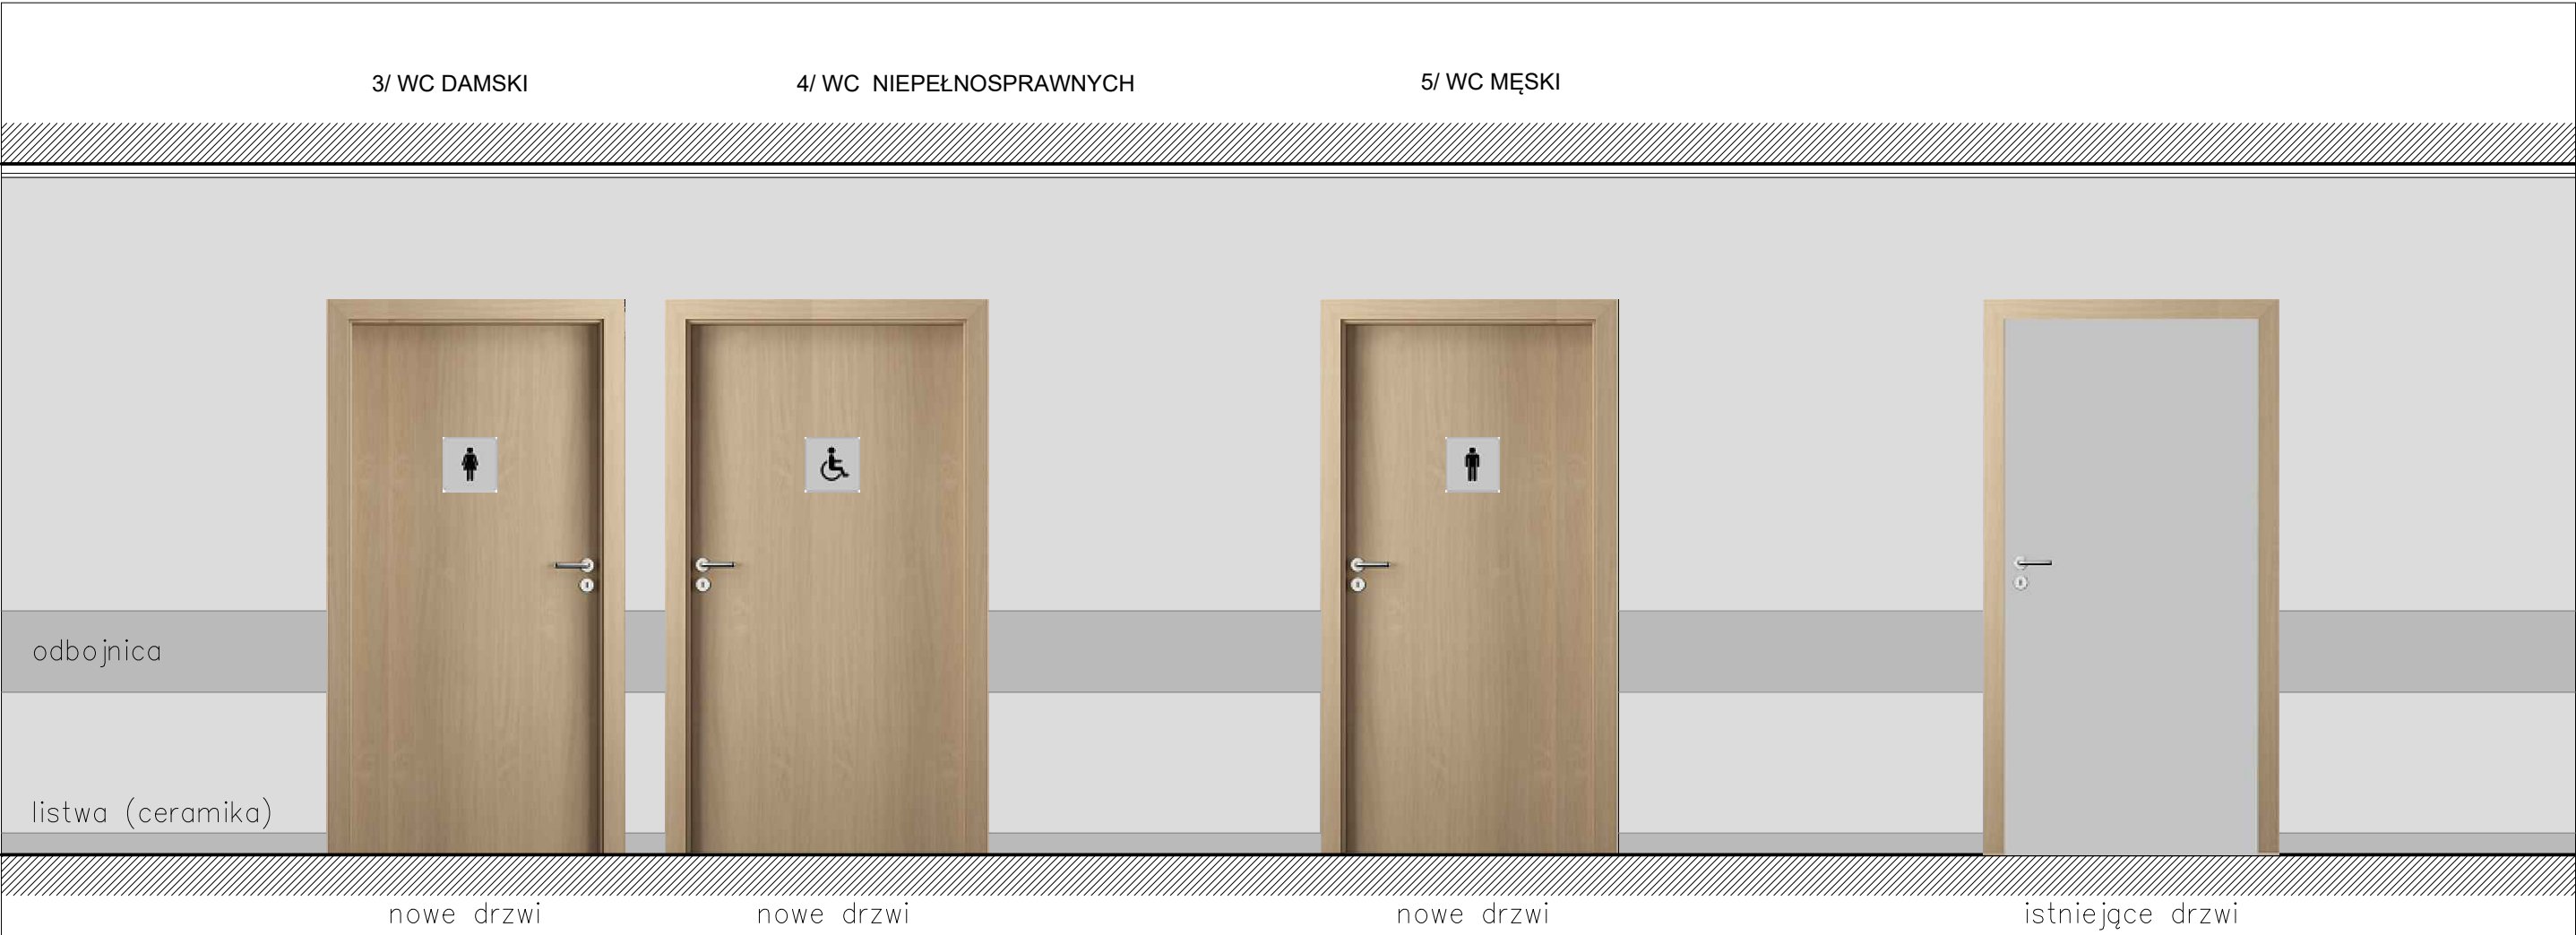 3/ WC DAMSKI
4/ WC NIEPEŁNOSPRAWNYCH
5/ WC MĘSKI
odbojnica
listwa (ceramika)
nowe drzwi
nowe drzwi
nowe drzwi
istniejące drzwi